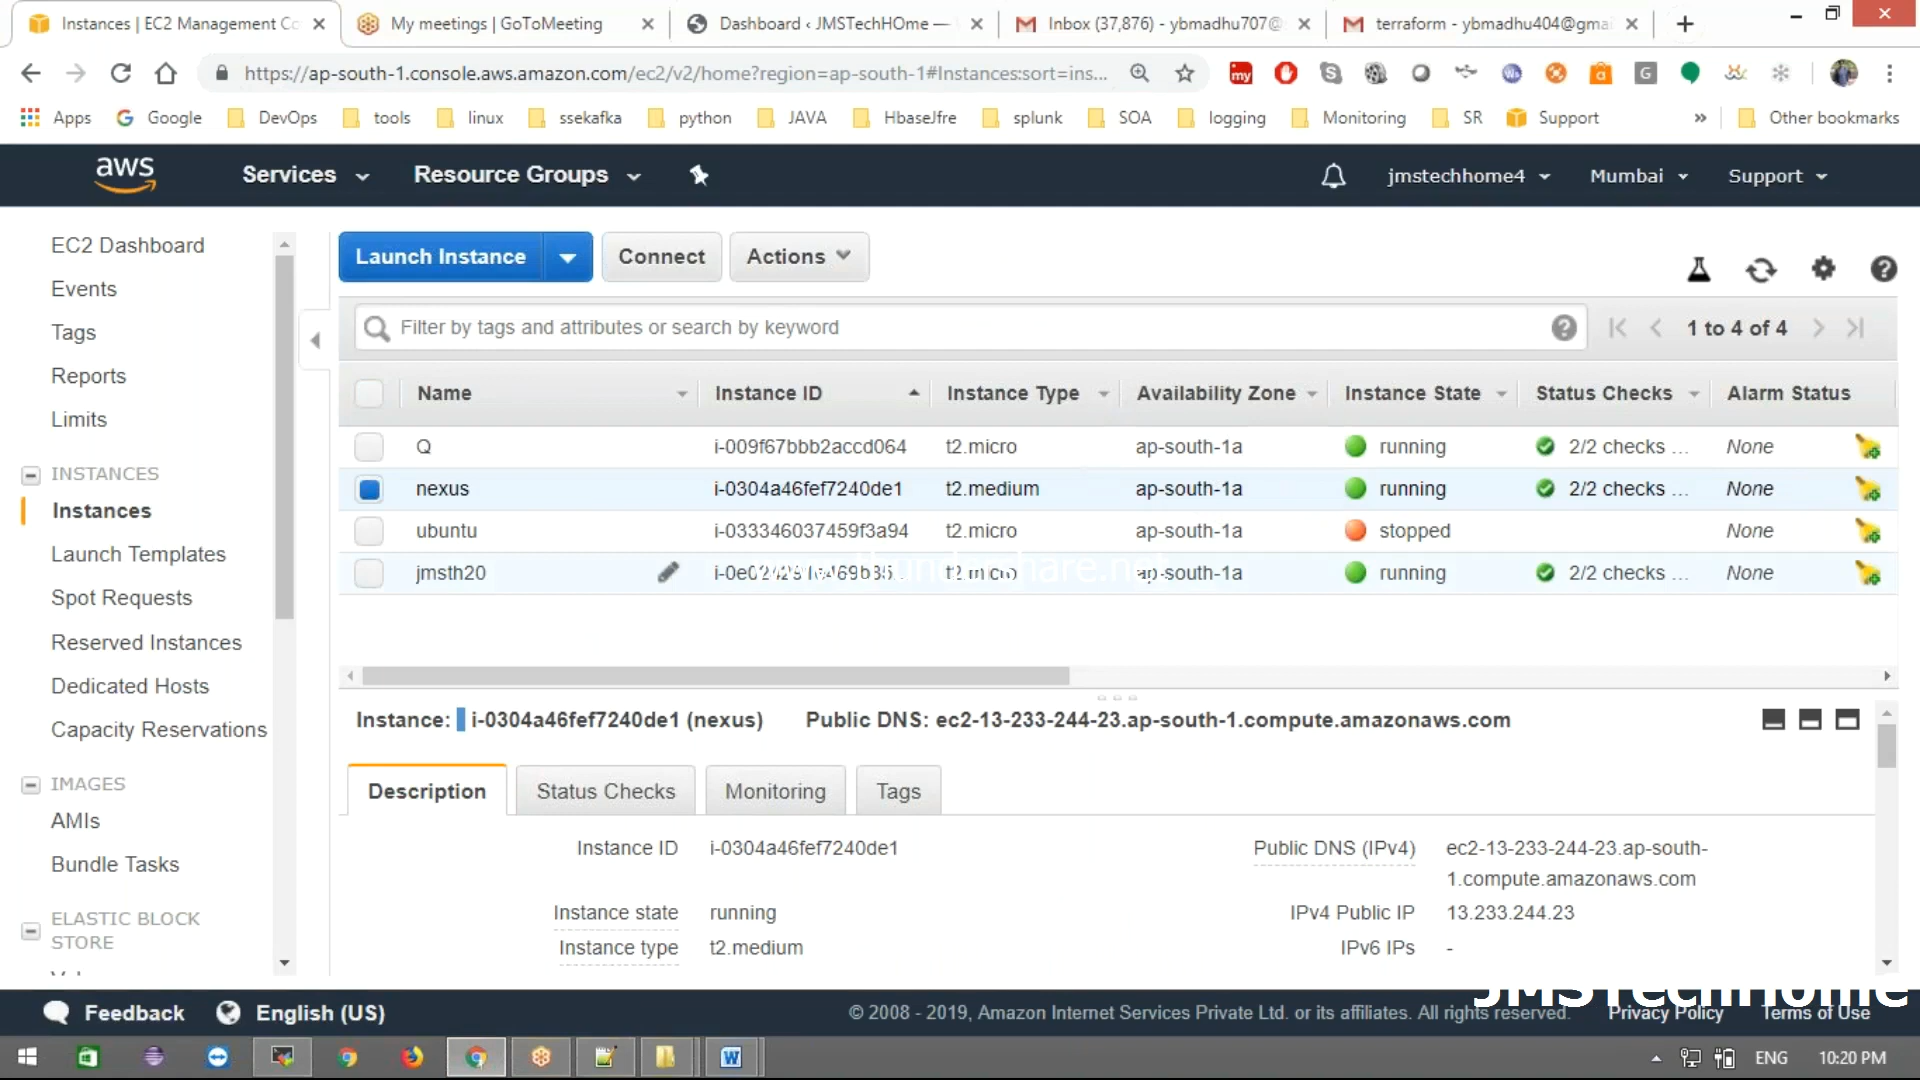 Instances | EC2 Management Co
My meetings | GoToMeeting
Dashboard ‹ JMSTechHOme —
Inbox (37,876) - ybmadhu707@
terraform - ybmadhu404@gmai
https://ap-south-1.console.aws.amazon.com/ec2/v2/home?region=ap-south-1#Instances:sort=ins...
Apps Google DevOps tools linux ssekafka python JAVA HbaseJfre splunk SOA logging Monitoring SR Support » Other bookmarks
aws Services Resource Groups jmstechhome4 Mumbai Support
EC2 Dashboard
Events
Tags
Reports
Limits
INSTANCES
Instances
Launch Templates
Spot Requests
Reserved Instances
Dedicated Hosts
Capacity Reservations
IMAGES
AMIs
Bundle Tasks
ELASTIC BLOCK
STORE
Launch Instance Connect Actions
Filter by tags and attributes or search by keyword
1 to 4 of 4
Name Instance ID Instance Type Availability Zone Instance State Status Checks Alarm Status
Q i-009f67bbb2accd064 t2.micro ap-south-1a running 2/2 checks ... None
nexus i-0304a46fef7240de1 t2.medium ap-south-1a running 2/2 checks ... None
ubuntu i-033346037459f3a94 t2.micro ap-south-1a stopped None
jmsth20 t2.micro ap-south-1a running 2/2 checks ... None
Instance: i-0304a46fef7240de1 (nexus) Public DNS: ec2-13-233-244-23.ap-south-1.compute.amazonaws.com
Description Status Checks Monitoring Tags
Instance ID i-0304a46fef7240de1
Public DNS (IPv4) ec2-13-233-244-23.ap-south-
1.compute.amazonaws.com
Instance state running
IPv4 Public IP 13.233.244.23
Instance type t2.medium
IPv6 IPs -
JMSTechHome
Feedback English (US)
© 2008 - 2019, Amazon Internet Services Private Ltd. or its affiliates. All rights reserved. Privacy Policy Terms of Use
ENG 10:20 PM